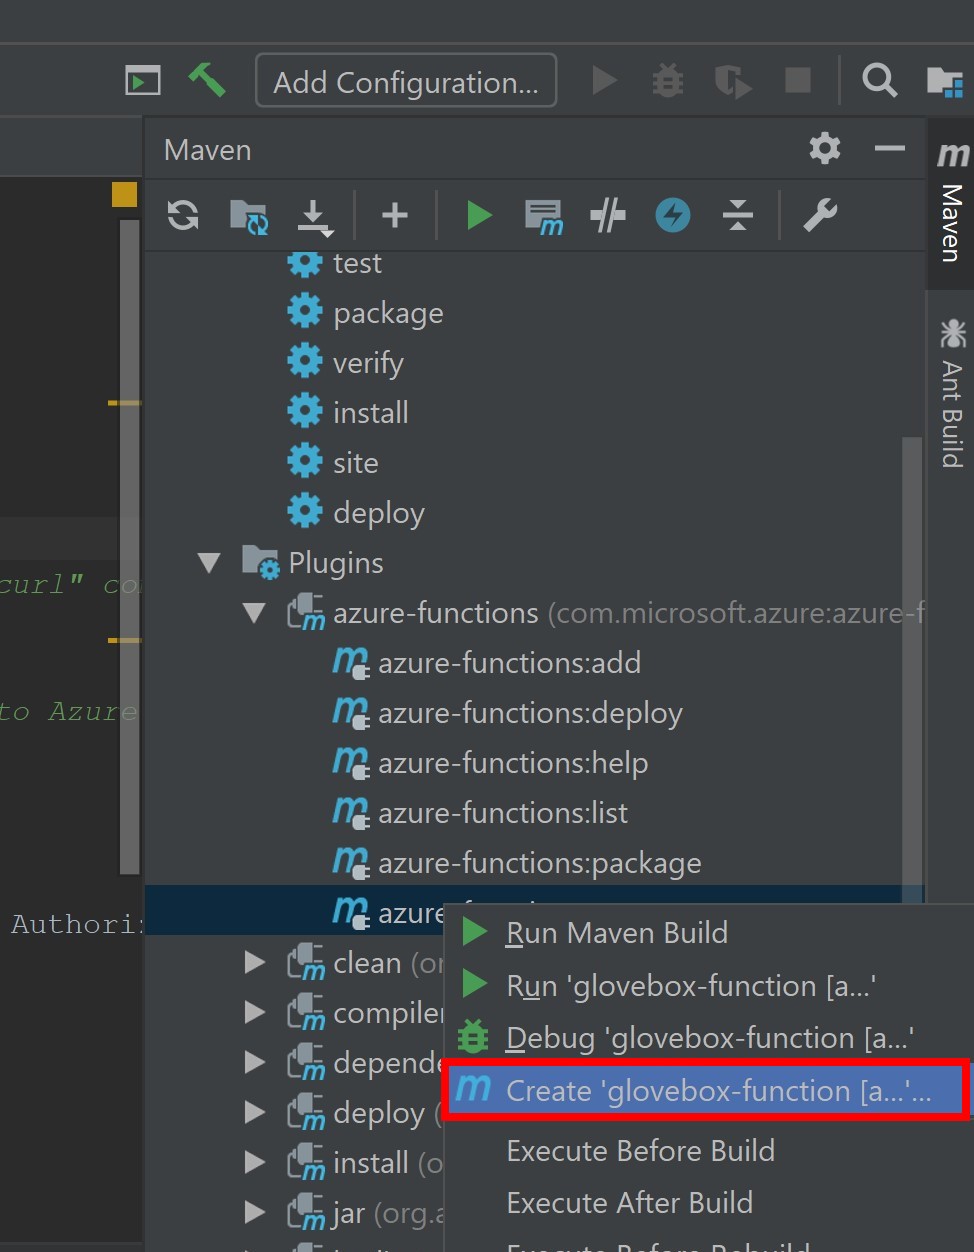 Add Configuration...
Maven
m
Maven
Ant Build
test
package
verify
install
site
deploy
Plugins
azure-functions (com.microsoft.azure:azure-f
azure-functions:add
azure-functions:deploy
azure-functions:help
azure-functions:list
azure-functions:package
azure
clean (or
compiler
depende
deploy (
install (o
jar (org.a
Run Maven Build
Run 'glovebox-function [a...'
Debug 'glovebox-function [a...'
Create 'glovebox-function [a...'...
Execute Before Build
Execute After Build
Execute Before Rebuild
curl" co
to Azure
Authori